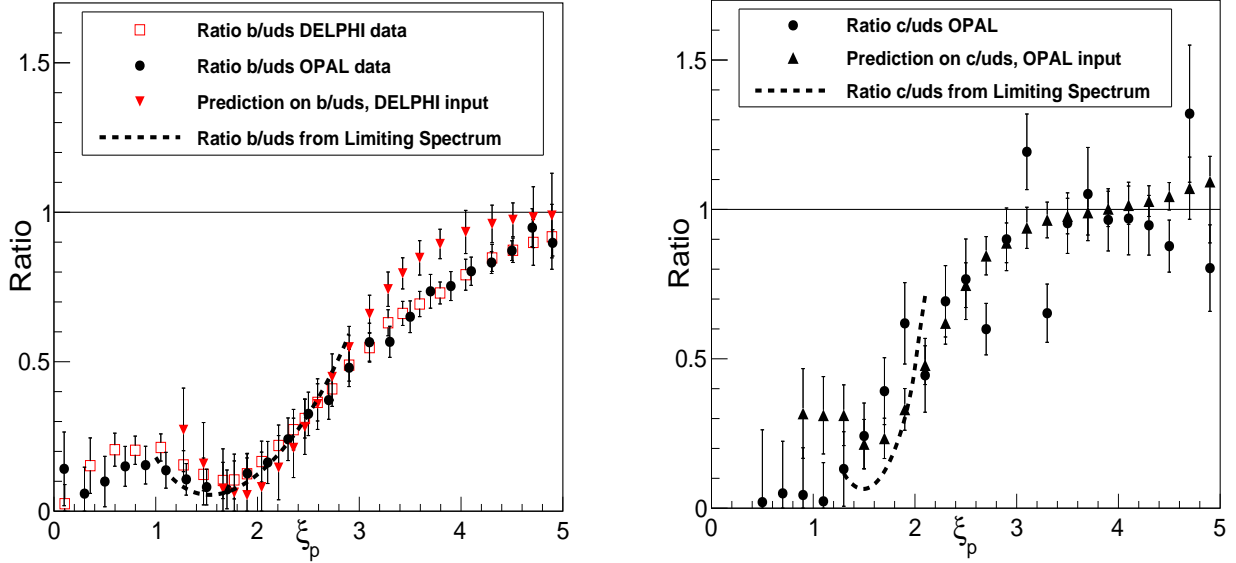 Ratio b/uds DELPHI data
Ratio b/uds OPAL data
Prediction on b/uds, DELPHI input
Ratio b/uds from Limiting Spectrum
1.5
1
0.5
0
Ratio
0 1 2 3 4 5
ξp
Ratio c/uds OPAL
Prediction on c/uds, OPAL input
Ratio c/uds from Limiting Spectrum
1.5
1
0.5
0
Ratio
0 1 2 3 4 5
ξp